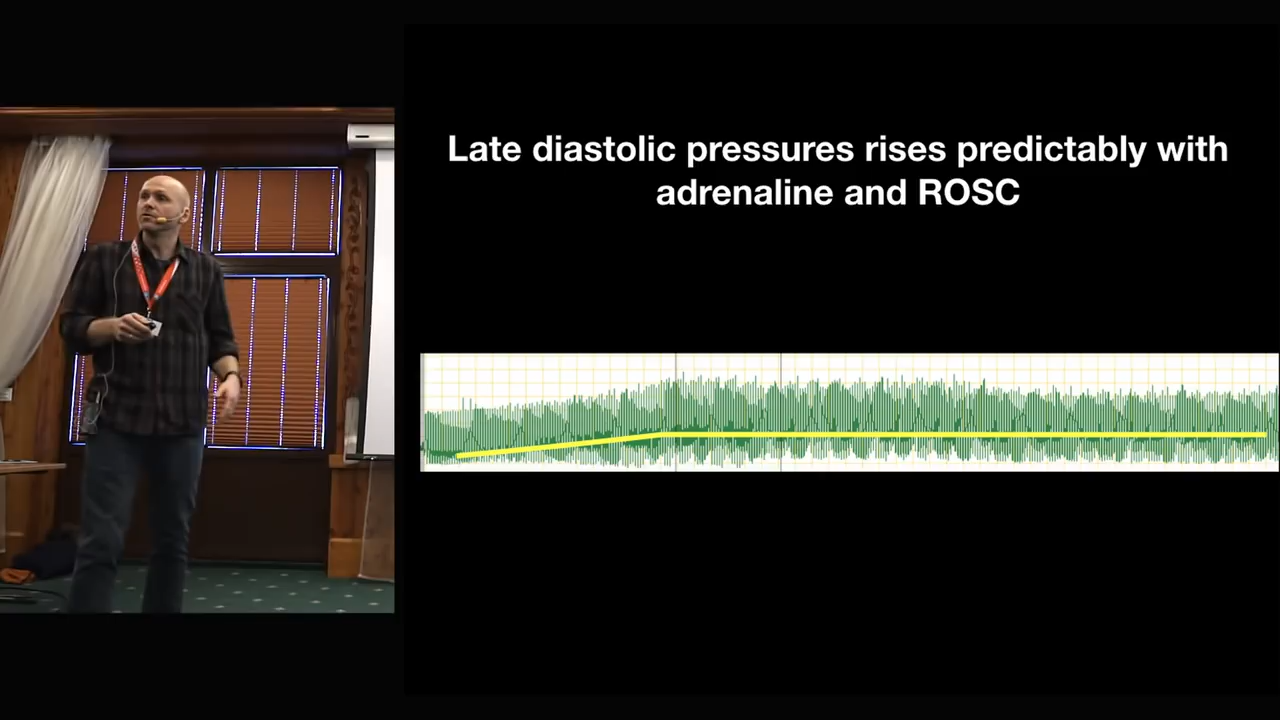 Late diastolic pressures rises predictably with
adrenaline and ROSC